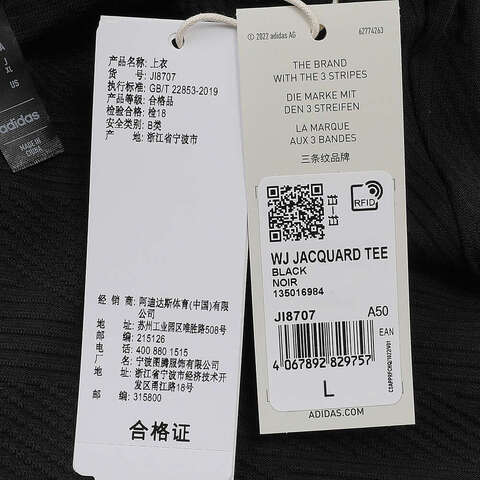 A
J XL
US
adidas
MADE IN
CHINA
产品名称:上衣
货 号:JI8707
执行标准:GB/T 22853-2019
产品等级:合格品
检验合格:检18
安全类别:B类
产 地:浙江省宁波市
经 销 商:阿迪达斯体育(中国)有限公司
地 址:苏州工业园区唯胜路508号
邮 编:215126
电 话:400 880 1515
厂 名:宁波图腾服饰有限公司
地 址:浙江省宁波市经济技术开发区甬江路18号
邮 编:315800
合格证
© 2022 adidas AG 62774263
THE BRAND
WITH THE 3 STRIPES
DIE MARKE MIT
DEN 3 STREIFEN
LA MARQUE
AUX 3 BANDES
三条纹品牌
RFID
WJ JACQUARD TEE
BLACK
NOIR
135016984
JI8707 A50
EAN
4 067892 829757
L
ADIDAS.COM